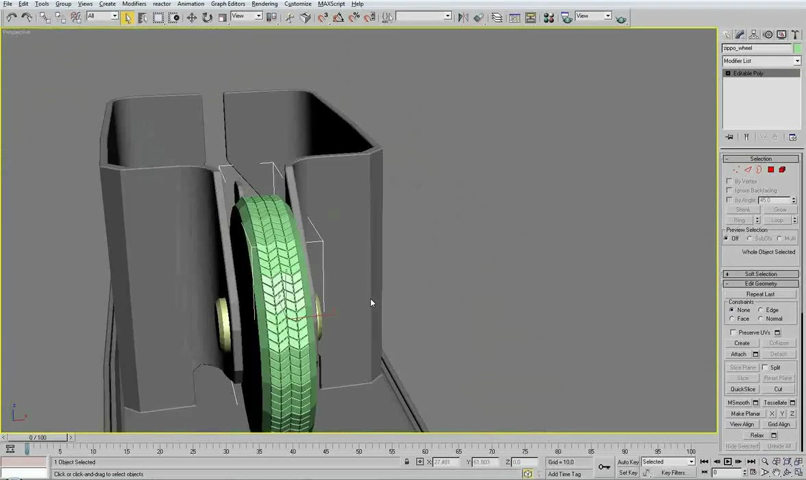 File Edit Tools Group Views Create Modifiers reactor Animation Graph Editors Rendering Customize MAXScript Help
All View View
Perspective
zippo_wheel
Modifier List
Editable Poly
Selection
By Vertex
Ignore Backfacing
By Angle: 45.0
Shrink Grow
Ring Loop
Preview Selection
Off SubObj Multi
Whole Object Selected
Soft Selection
Edit Geometry
Repeat Last
Constraints
None Edge
Face Normal
Preserve UVs
Create Collapse
Attach Detach
Slice Plane Split
Slice Reset Plane
QuickSlice Cut
MSmooth Tessellate
Make Planar X Y Z
View Align Grid Align
Relax
Hide Selected Unhide All
0 / 100
0 5 10 15 20 25 30 35 40 45 50 55 60 65 70 75 80 85 90 95 100
1 Object Selected
Click or click-and-drag to select objects
Grid = 10,0
Add Time Tag
Auto Key Selected
Set Key Key Filters...
0